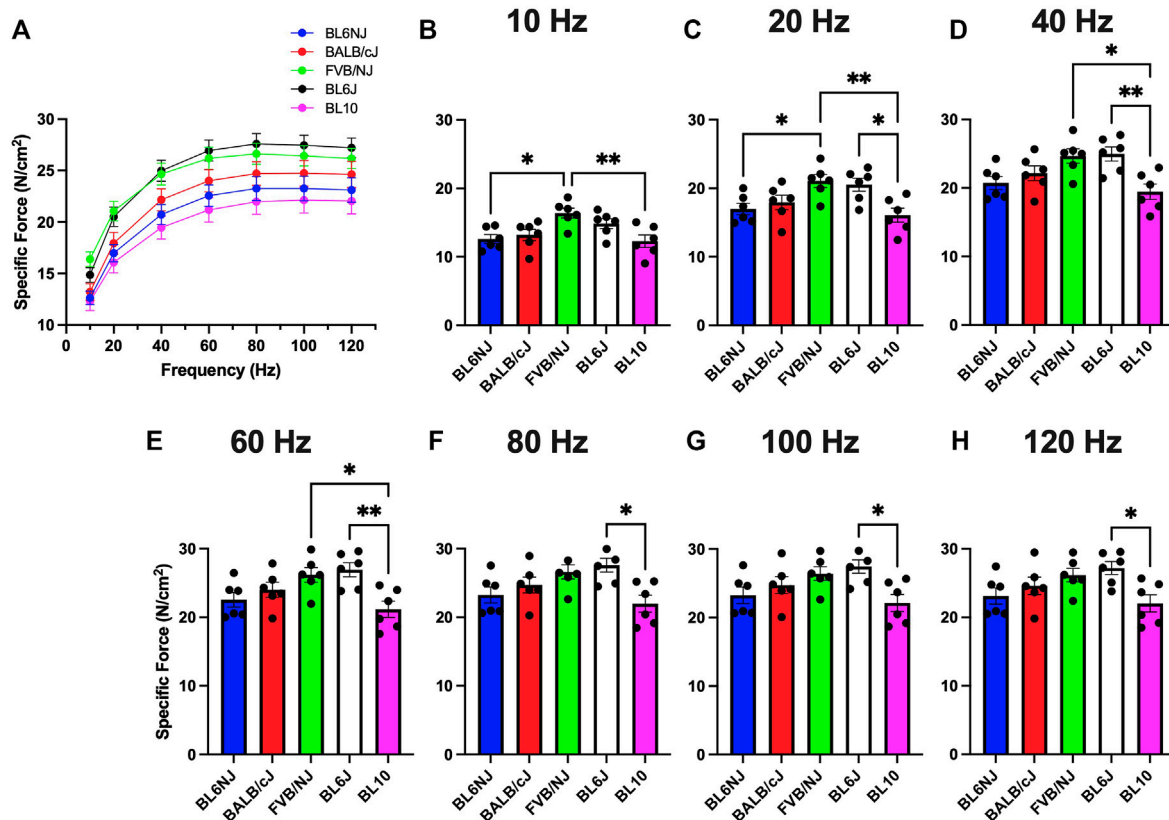 A
BL6NJ
BALB/cJ
FVB/NJ
BL6J
BL10
Specific Force (N/cm²)
30
25
20
15
10
0 20 40 60 80 100 120
Frequency (Hz)
B 10 Hz
30
20
10
0
* **
BL6NJ BALB/cJ FVB/NJ BL6J BL10
C 20 Hz
30
20
10
0
**
* *
BL6NJ BALB/cJ FVB/NJ BL6J BL10
D 40 Hz
30
20
10
0
*
**
BL6NJ BALB/cJ FVB/NJ BL6J BL10
E 60 Hz
Specific Force (N/cm²)
30
20
10
0
*
**
BL6NJ BALB/cJ FVB/NJ BL6J BL10
F 80 Hz
30
20
10
0
*
BL6NJ BALB/cJ FVB/NJ BL6J BL10
G 100 Hz
30
20
10
0
*
BL6NJ BALB/cJ FVB/NJ BL6J BL10
H 120 Hz
30
20
10
0
*
BL6NJ BALB/cJ FVB/NJ BL6J BL10